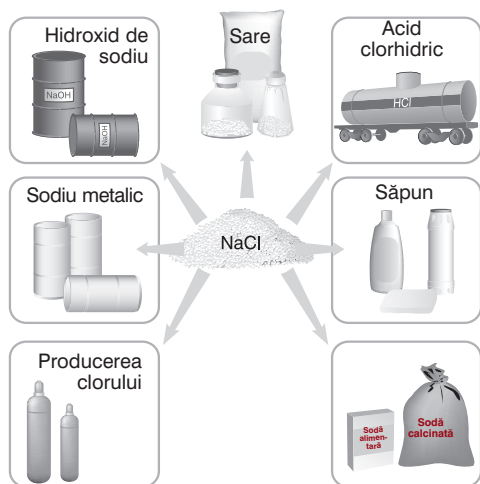 Hidroxid de
sodiu
NaOH
NaOH
Sare
Acid
clorhidric
HCl
Sodiu metalic
NaCl
Săpun
Producerea
clorului
Sodă
alimen-
tară
Sodă
calcinată